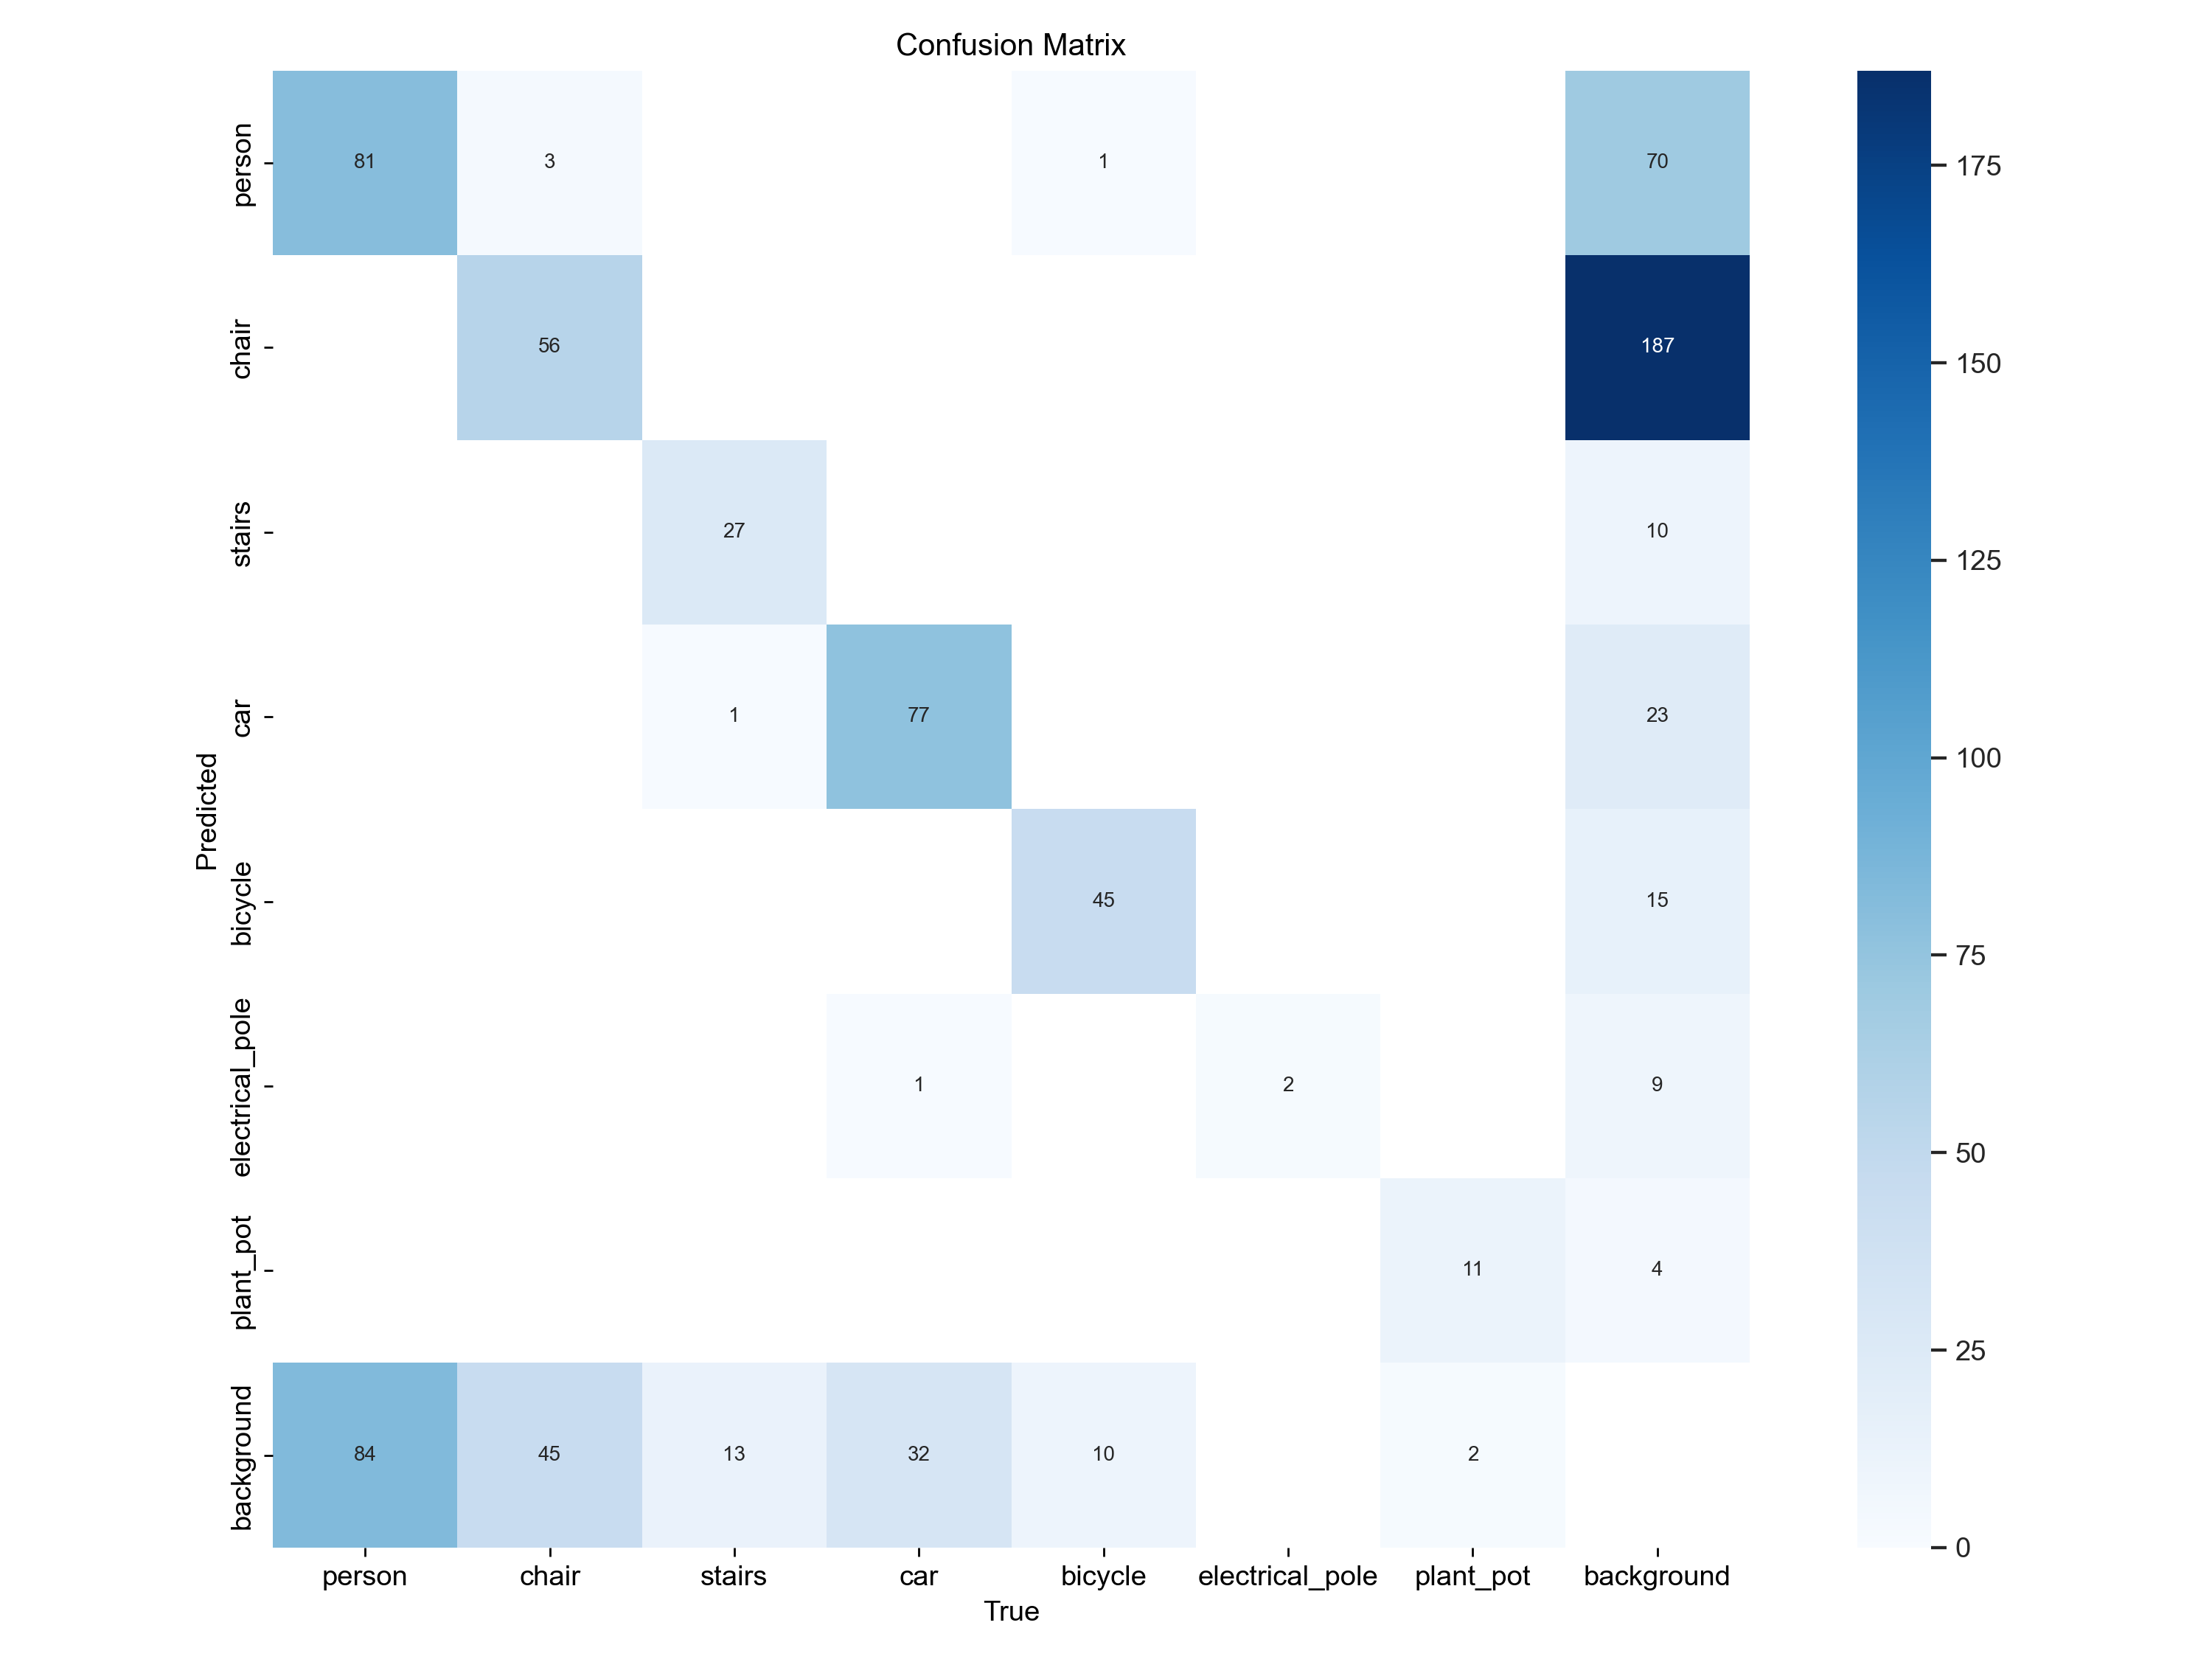 Confusion Matrix
person
81 3 1 70
chair
56 187
stairs
27 10
car
1 77 23
bicycle
45 15
electrical_pole
1 2 9
plant_pot
11 4
background
84 45 13 32 10 2
Predicted
person chair stairs car bicycle electrical_pole plant_pot background
True
175
150
125
100
75
50
25
0